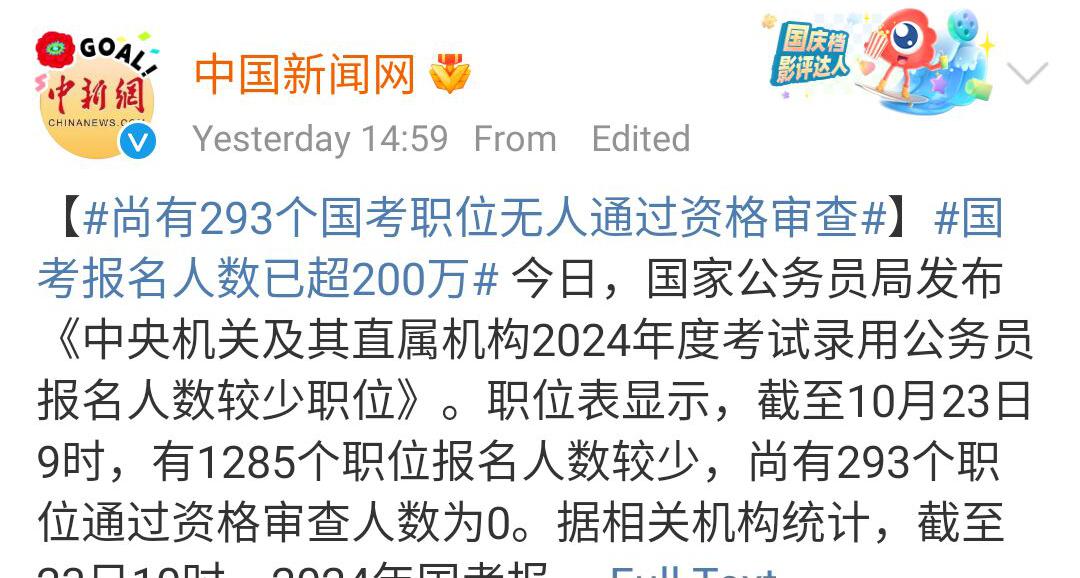 GOAL!
中新網
CHINANEWS.COM
中国新闻网
国庆档
影评达人
Yesterday 14:59 From Edited
【#尚有293个国考职位无人通过资格审查#】 #国
考报名人数已超200万# 今日，国家公务员局发布
《中央机关及其直属机构2024年度考试录用公务员
报名人数较少职位》。职位表显示，截至10月23日
9时，有1285个职位报名人数较少，尚有293个职
位通过资格审查人数为0。据相关机构统计，截至